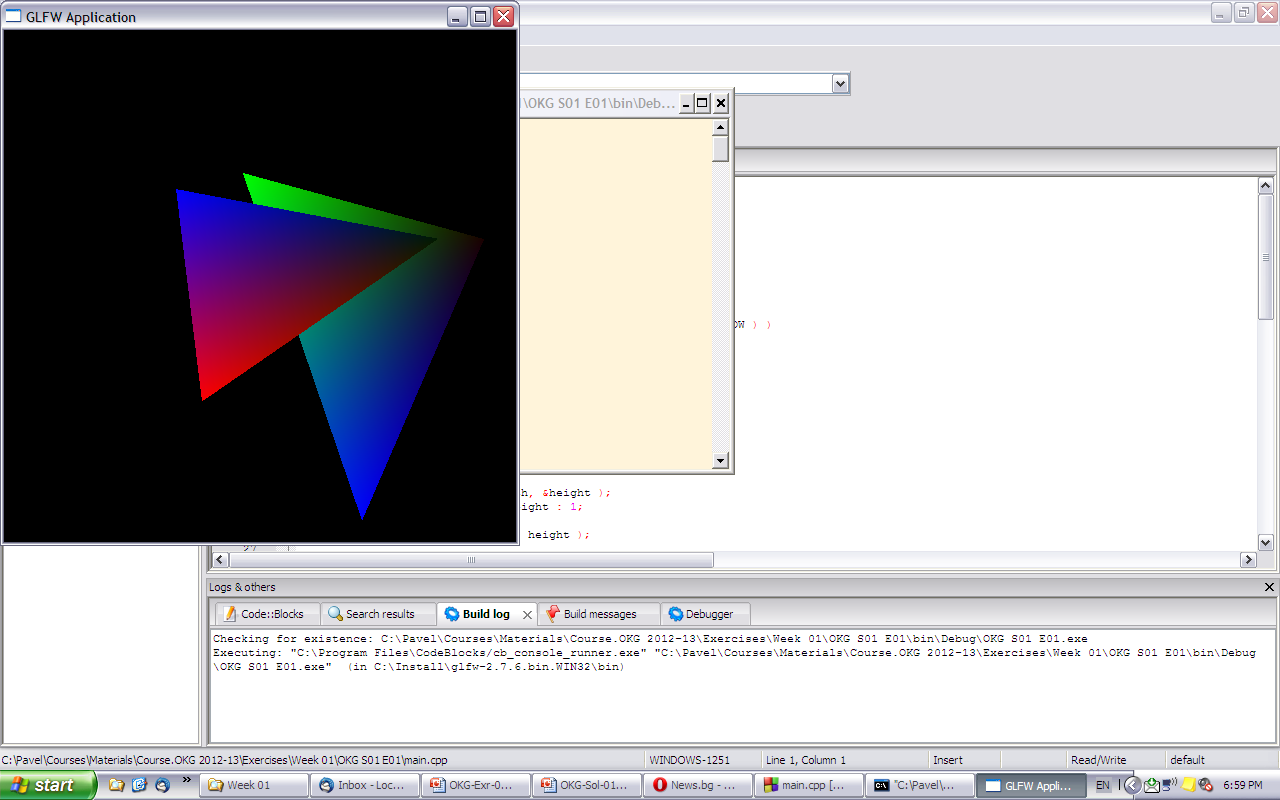 GLFW Application
\OKG S01 E01\bin\Deb...
OW ) )
h, &height );
ight : 1;
height );
27
Logs & others
Code::Blocks
Search results
Build log
Build messages
Debugger
Checking for existence: C:\Pavel\Courses\Materials\Course.OKG 2012-13\Exercises\Week 01\OKG S01 E01\bin\Debug\OKG S01 E01.exe
Executing: "C:\Program Files\CodeBlocks/cb_console_runner.exe" "C:\Pavel\Courses\Materials\Course.OKG 2012-13\Exercises\Week 01\OKG S01 E01\bin\Debug
\OKG S01 E01.exe"  (in C:\Install\glfw-2.7.6.bin.WIN32\bin)
C:\Pavel\Courses\Materials\Course.OKG 2012-13\Exercises\Week 01\OKG S01 E01\main.cpp
WINDOWS-1251
Line 1, Column 1
Insert
Read/Write
default
start
Week 01
Inbox - Loc...
OKG-Exr-0...
OKG-Sol-01...
News.bg - ...
main.cpp [...
"C:\Pavel\...
GLFW Appli...
EN
6:59 PM